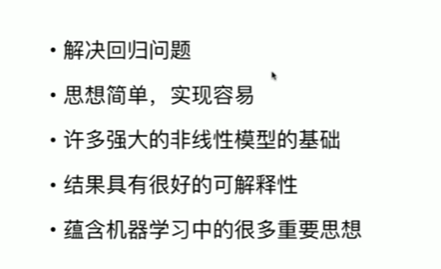 • 解决回归问题
• 思想简单，实现容易
• 许多强大的非线性模型的基础
• 结果具有很好的可解释性
• 蕴含机器学习中的很多重要思想